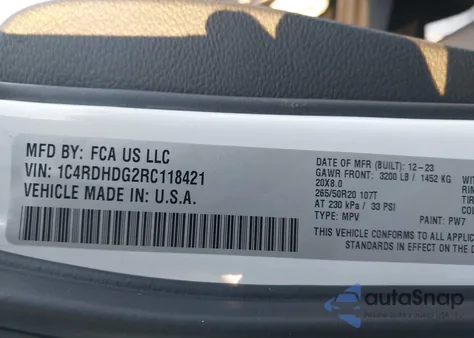 MFD BY: FCA US LLC
VIN: 1C4RDHDG2RC118421
VEHICLE MADE IN: U.S.A.
DATE OF MFR (BUILT): 12-23
GAWR FRONT: 3200 LB / 1452 KG
20X8.0
265/50R20 107T
AT 230 kPa / 33 PSI
TYPE: MPV PAINT: PW7
THIS VEHICLE CONFORMS TO ALL APPLIC
STANDARDS IN EFFECT ON THE D
W
RIM
TIR
autoSnap